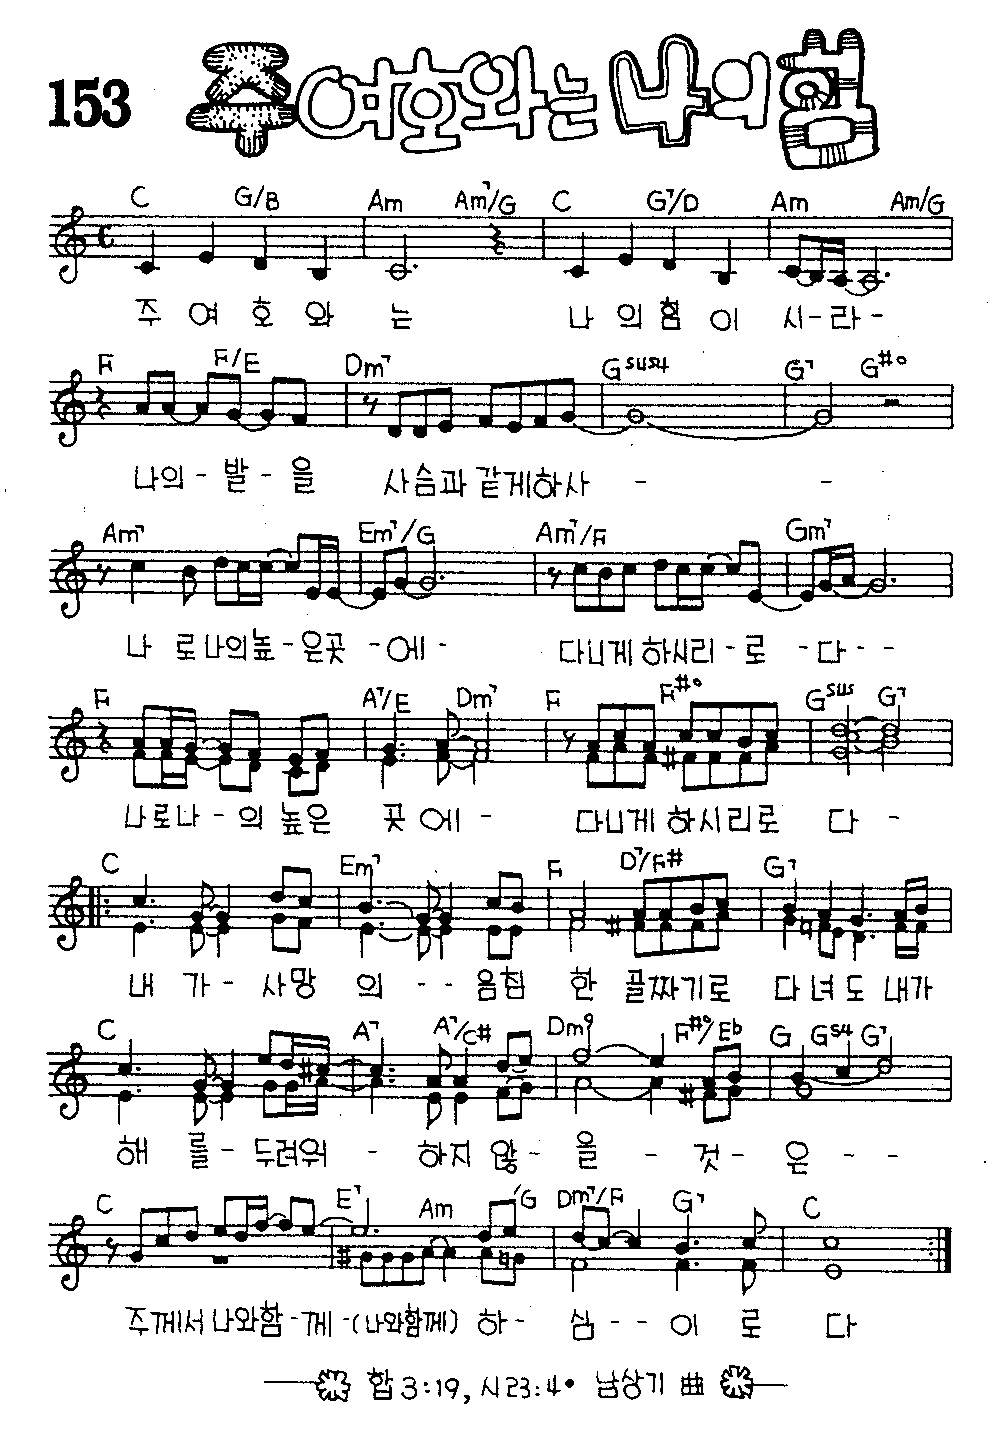 153 주 여호와는 나의 힘
C G/B Am Am7/G C G7/D Am Am/G
주 여 호 와 는 나 의 힘 이 시-라-
F F/E Dm7 Gsus4 G7 G#o
나의-발-을 사슴과 같게하사 - -
Am7 Em7/G Am7/F Gm7
나 로나의높-은곳 -에- 다니게 하시리-로 -다--
F A7/E Dm7 F F#o Gsus G7
나로나-의 높은 곳 에- 다니게 하시리로 다 -
C Em7 F D7/F# G7
내 가-사망 의--음침 한 골짜기로 다녀도 내가
C A7 A7/C# Dm9 F#o/Eb G Gs4 G7
해 를-두려워 - 하지 않-을 -것-은--
C E7 Am /G Dm7/F G7 C
주께서 나와함-께-(나와함께) 하-심--이 로 다
합 3:19, 시 23:4• 남상기 曲